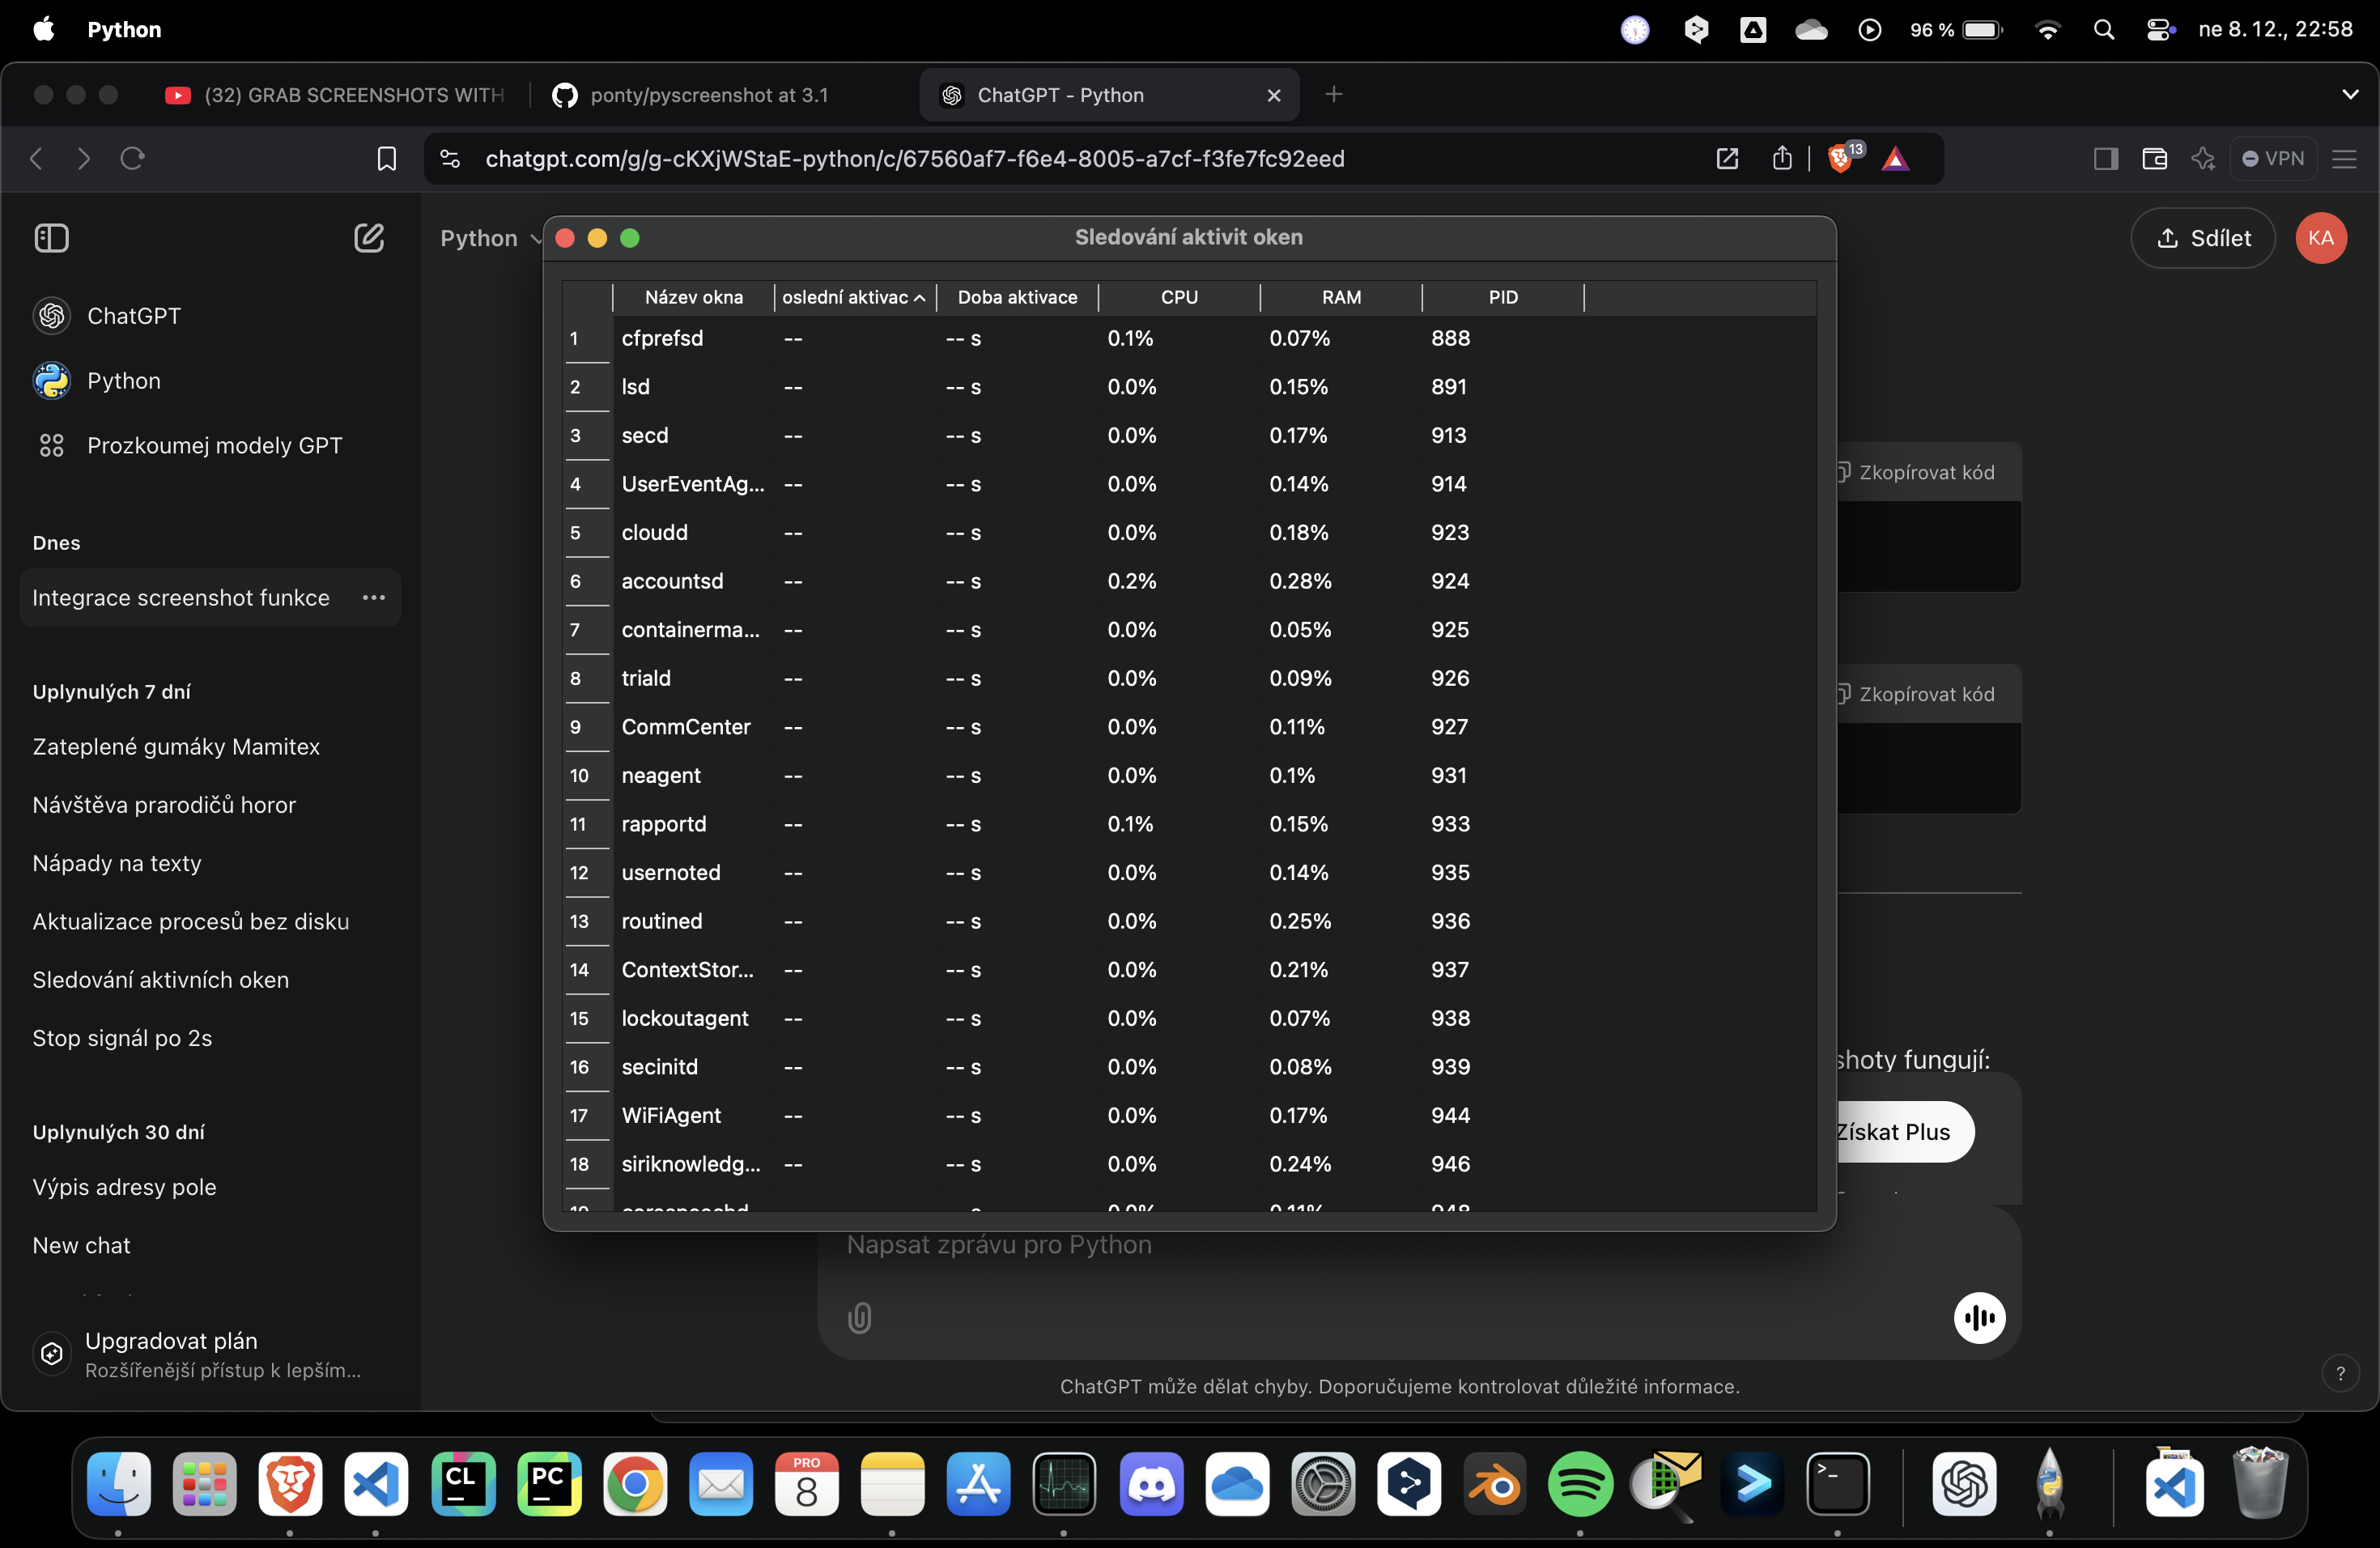 Python
96 %
ne 8. 12., 22:58
(32) GRAB SCREENSHOTS WITH
ponty/pyscreenshot at 3.1
ChatGPT - Python
chatgpt.com/g/g-cKXjWStaE-python/c/67560af7-f6e4-8005-a7cf-f3fe7fc92eed
13
VPN
Python
Sdílet
KA
ChatGPT
Python
Prozkoumej modely GPT
Dnes
Integrace screenshot funkce
Uplynulých 7 dní
Zateplené gumáky Mamitex
Návštěva prarodičů horor
Nápady na texty
Aktualizace procesů bez disku
Sledování aktivních oken
Stop signál po 2s
Uplynulých 30 dní
Výpis adresy pole
New chat
Upgradovat plán
Rozšířenější přístup k lepším...
Sledování aktivit oken
Název okna oslední aktivac Doba aktivace CPU RAM PID
1 cfprefsd -- -- s 0.1% 0.07% 888
2 lsd -- -- s 0.0% 0.15% 891
3 secd -- -- s 0.0% 0.17% 913
4 UserEventAg... -- -- s 0.0% 0.14% 914
5 cloudd -- -- s 0.0% 0.18% 923
6 accountsd -- -- s 0.2% 0.28% 924
7 containerma... -- -- s 0.0% 0.05% 925
8 triald -- -- s 0.0% 0.09% 926
9 CommCenter -- -- s 0.0% 0.11% 927
10 neagent -- -- s 0.0% 0.1% 931
11 rapportd -- -- s 0.1% 0.15% 933
12 usernoted -- -- s 0.0% 0.14% 935
13 routined -- -- s 0.0% 0.25% 936
14 ContextStor... -- -- s 0.0% 0.21% 937
15 lockoutagent -- -- s 0.0% 0.07% 938
16 secinitd -- -- s 0.0% 0.08% 939
17 WiFiAgent -- -- s 0.0% 0.17% 944
18 siriknowledg... -- -- s 0.0% 0.24% 946
Zkopírovat kód
Zkopírovat kód
shoty fungují:
Získat Plus
Napsat zprávu pro Python
ChatGPT může dělat chyby. Doporučujeme kontrolovat důležité informace.
?
CL
PC
PRO
8